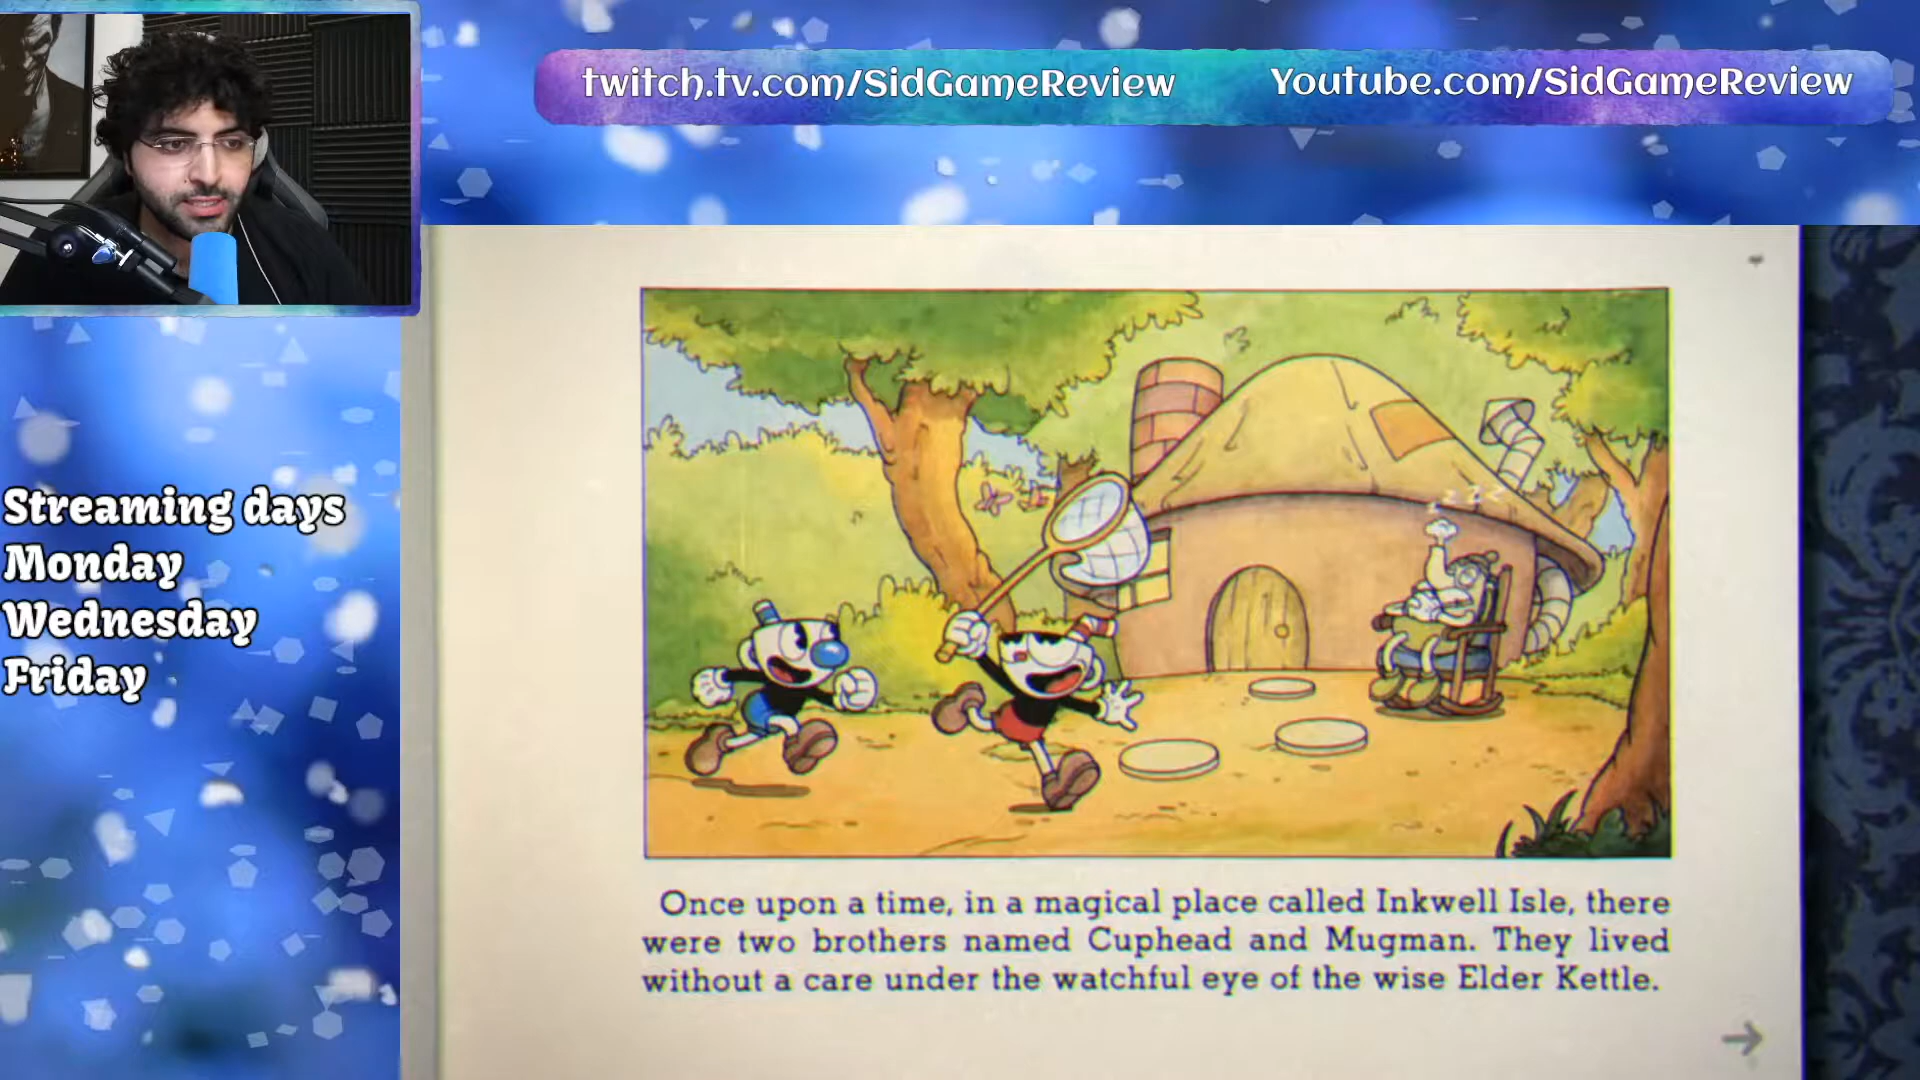 twitch.tv.com/SidGameReview
Youtube.com/SidGameReview
Streaming days
Monday
Wednesday
Friday
z z z z
Once upon a time, in a magical place called Inkwell Isle, there
were two brothers named Cuphead and Mugman. They lived
without a care under the watchful eye of the wise Elder Kettle.